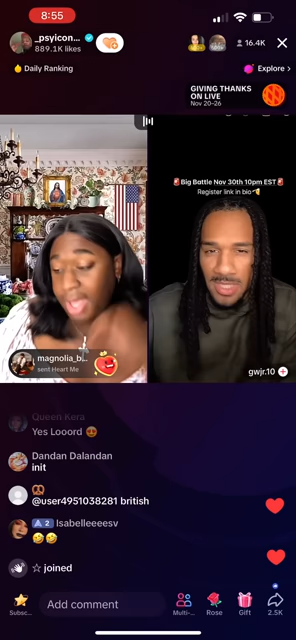 8:55
_psyicon...
889.1K likes
16.4K
Daily Ranking
Explore >
GIVING THANKS
ON LIVE
Nov 20-26
🚨Big Battle Nov 30th 10pm EST🚨
Register link in bio
magnolia_b...
sent Heart Me
gwjr.10
Queen Kera
Yes Looord 😍
Dandan Dalandan
init
🥨
@user4951038281 british
2 Isabelleeeesv
🤣🤣
☆ joined
Subsc...
Add comment
Multi-...
Rose
Gift
2.5K